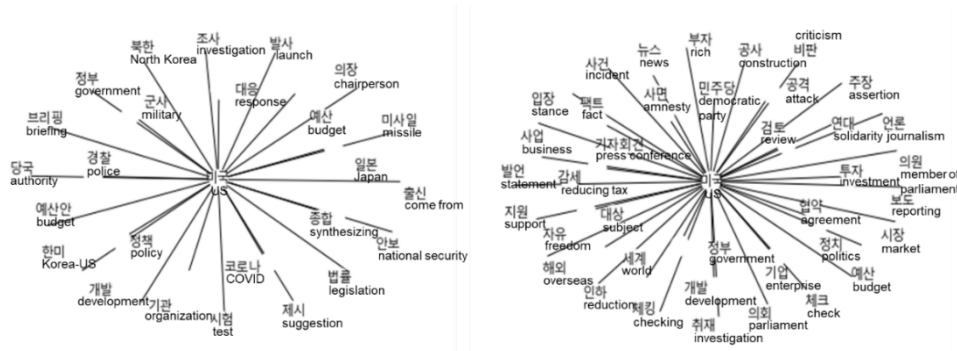 조사
investigation
발사
launch
북한
North Korea
의장
chairperson
정부
government
대응
response
군사
military
예산
budget
브리핑
briefing
미사일
missile
경찰
police
당국
authority
일본
Japan
미국
US
출신
come from
예산안
budget
종합
synthesizing
안보
national security
정책
policy
한미
Korea-US
코로나
COVID
법률
legislation
개발
development
기관
organization
제시
suggestion
시험
test
criticism
비판
부자
rich
뉴스
news
공사
construction
사건
incident
민주당
democratic
party
공격
attack
주장
assertion
사면
amnesty
입장
stance
팩트
fact
검토
review
연대
solidarity
언론
journalism
사업
business
기자회견
press conference
의원
member of
parliament
발언
statement
감세
reducing tax
미국
US
투자
investment
보도
reporting
지원
support
대상
subject
협약
agreement
자유
freedom
정치
politics
시장
market
정부
government
세계
world
해외
overseas
기업
enterprise
예산
budget
인하
reduction
체킹
checking
개발
development
체크
check
의회
parliament
취재
investigation